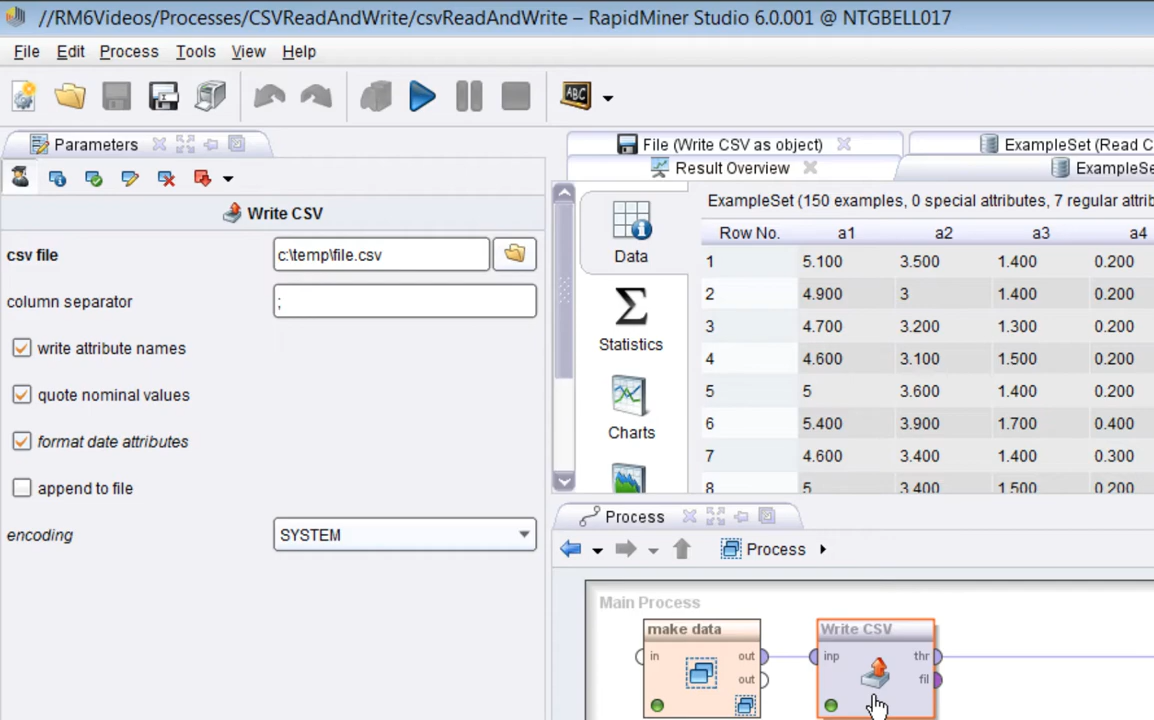 //RM6Videos/Processes/CSVReadAndWrite/csvReadAndWrite – RapidMiner Studio 6.0.001 @ NTGBELL017
File Edit Process Tools View Help
ABC
Parameters
Write CSV
csv file c:\temp\file.csv
column separator ;
write attribute names
quote nominal values
format date attributes
append to file
encoding SYSTEM
File (Write CSV as object) ExampleSet (Read C
Result Overview ExampleSe
Data
Statistics
Charts
ExampleSet (150 examples, 0 special attributes, 7 regular attrib
Row No. a1 a2 a3 a4
1 5.100 3.500 1.400 0.200
2 4.900 3 1.400 0.200
3 4.700 3.200 1.300 0.200
4 4.600 3.100 1.500 0.200
5 5 3.600 1.400 0.200
6 5.400 3.900 1.700 0.400
7 4.600 3.400 1.400 0.300
8 5 3.400 1.500 0.200
Process
Process
Main Process
make data
in out
out
Write CSV
inp thr
fil